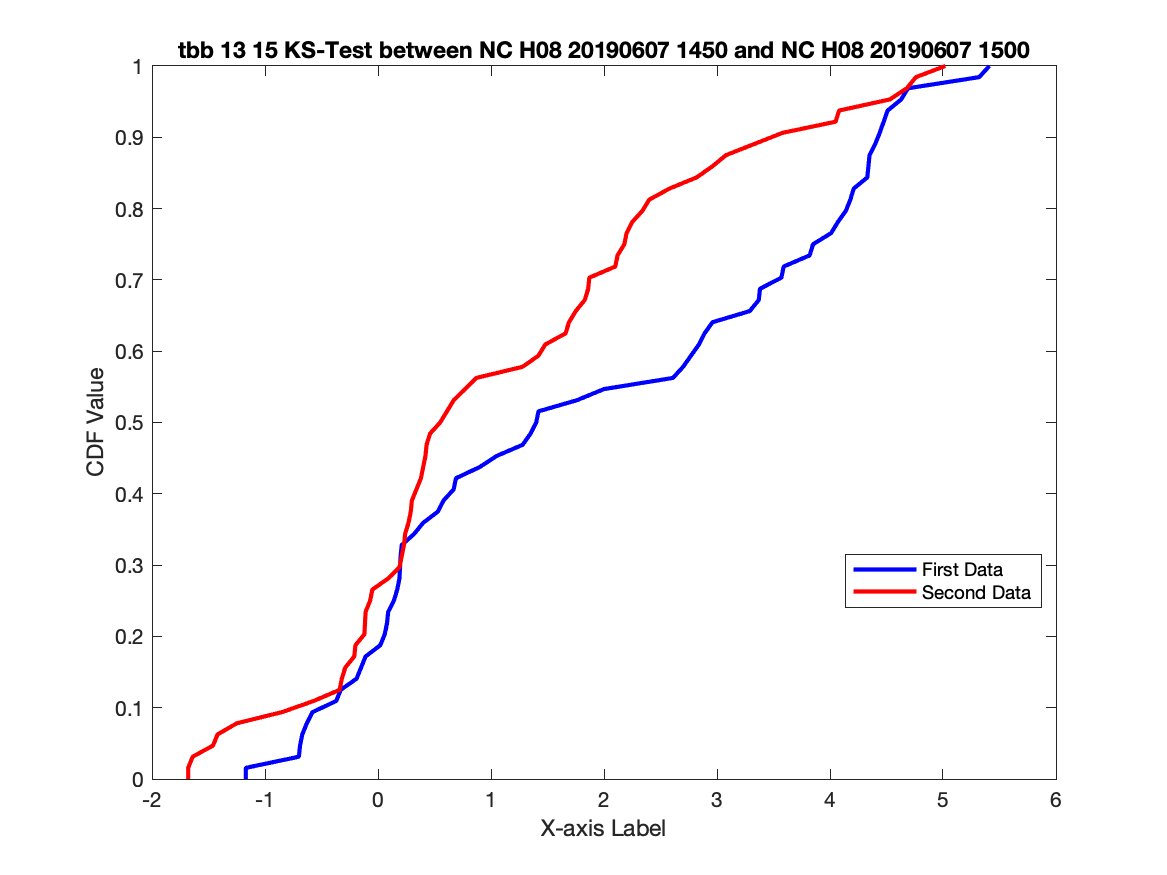 tbb 13 15 KS-Test between NC H08 20190607 1450 and NC H08 20190607 1500
1
0.9
0.8
0.7
0.6
0.5
0.4
0.3
0.2
0.1
0
CDF Value
First Data
Second Data
-2 -1 0 1 2 3 4 5 6
X-axis Label